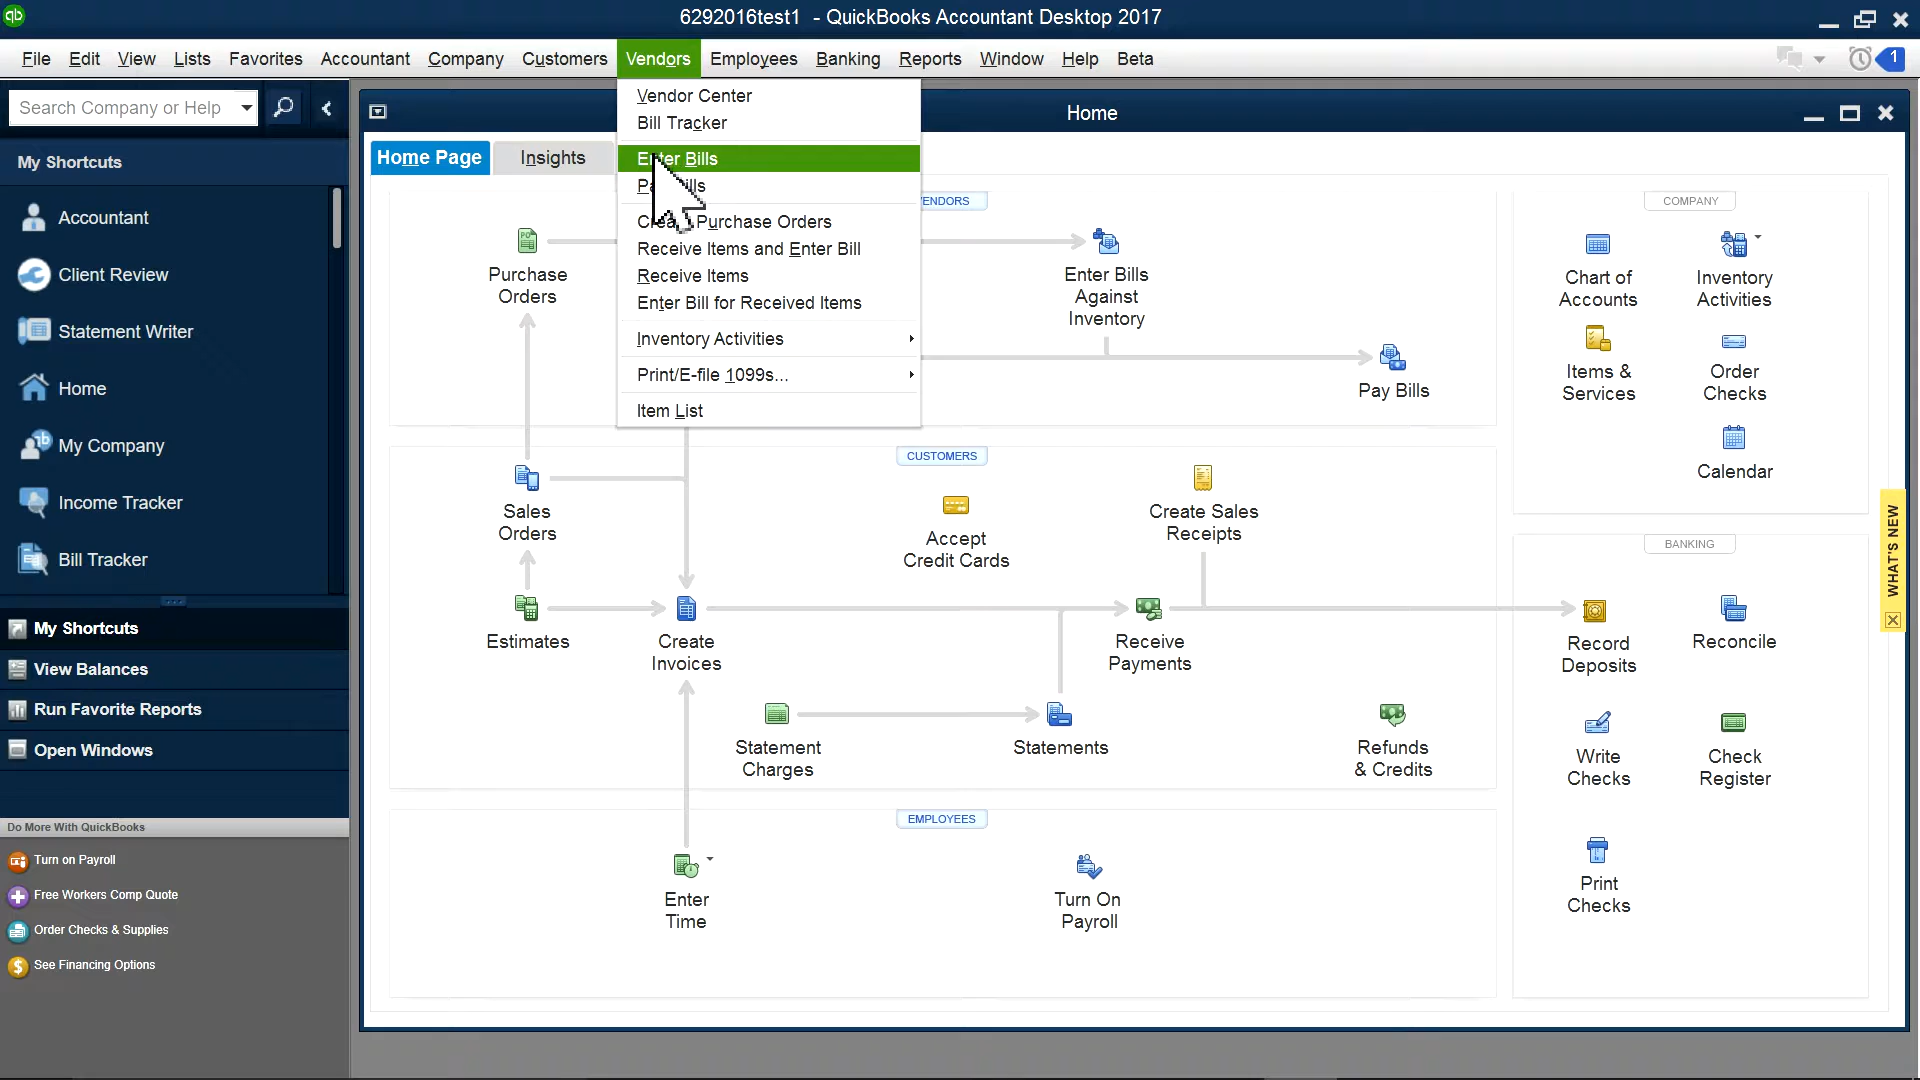 qb
6292016test1 - QuickBooks Accountant Desktop 2017
File Edit View Lists Favorites Accountant Company Customers Vendors Employees Banking Reports Window Help Beta
1
Search Company or Help
My Shortcuts
Accountant
Client Review
Statement Writer
Home
My Company
Income Tracker
Bill Tracker
My Shortcuts
View Balances
Run Favorite Reports
Open Windows
Do More With QuickBooks
Turn on Payroll
Free Workers Comp Quote
Order Checks & Supplies
See Financing Options
Home
Home Page
Insights
Vendor Center
Bill Tracker
Enter Bills
Purchase Orders
Receive Items and Enter Bill
Receive Items
Enter Bill for Received Items
Inventory Activities
Print/E-file 1099s...
Item List
Purchase
Orders
Enter Bills
Against
Inventory
Pay Bills
CUSTOMERS
Sales
Orders
Accept
Credit Cards
Create Sales
Receipts
Estimates
Create
Invoices
Receive
Payments
Statement
Charges
Statements
Refunds
& Credits
EMPLOYEES
Enter
Time
Turn On
Payroll
COMPANY
Chart of
Accounts
Inventory
Activities
Items &
Services
Order
Checks
Calendar
BANKING
Record
Deposits
Reconcile
Write
Checks
Check
Register
Print
Checks
WHAT'S NEW